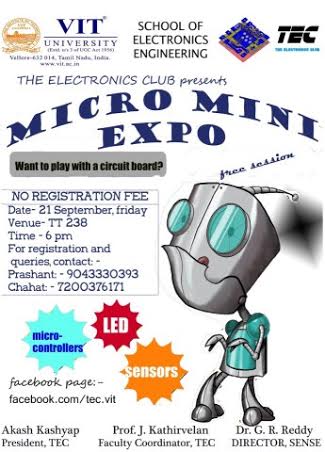 VIT
UNIVERSITY
(Estd. u/s 3 of UGC Act 1956)
Vellore-632 014, Tamil Nadu, India.
www.vit.ac.in
SCHOOL OF
ELECTRONICS
ENGINEERING
TEC
THE ELECTRONICS CLUB
THE ELECTRONICS CLUB presents
MICRO MINI
EXPO
Want to play with a circuit board?
free session
NO REGISTRATION FEE
Date- 21 September, friday
Venue- TT 238
Time - 6 pm
For registration and
queries, contact: -
Prashant: - 9043330393
Chahat: - 7200376171
micro-
controllers
LED
sensors
facebook page:-
facebook.com/tec.vit
Akash Kashyap
President, TEC
Prof. J. Kathirvelan
Faculty Coordinator, TEC
Dr. G. R. Reddy
DIRECTOR, SENSE